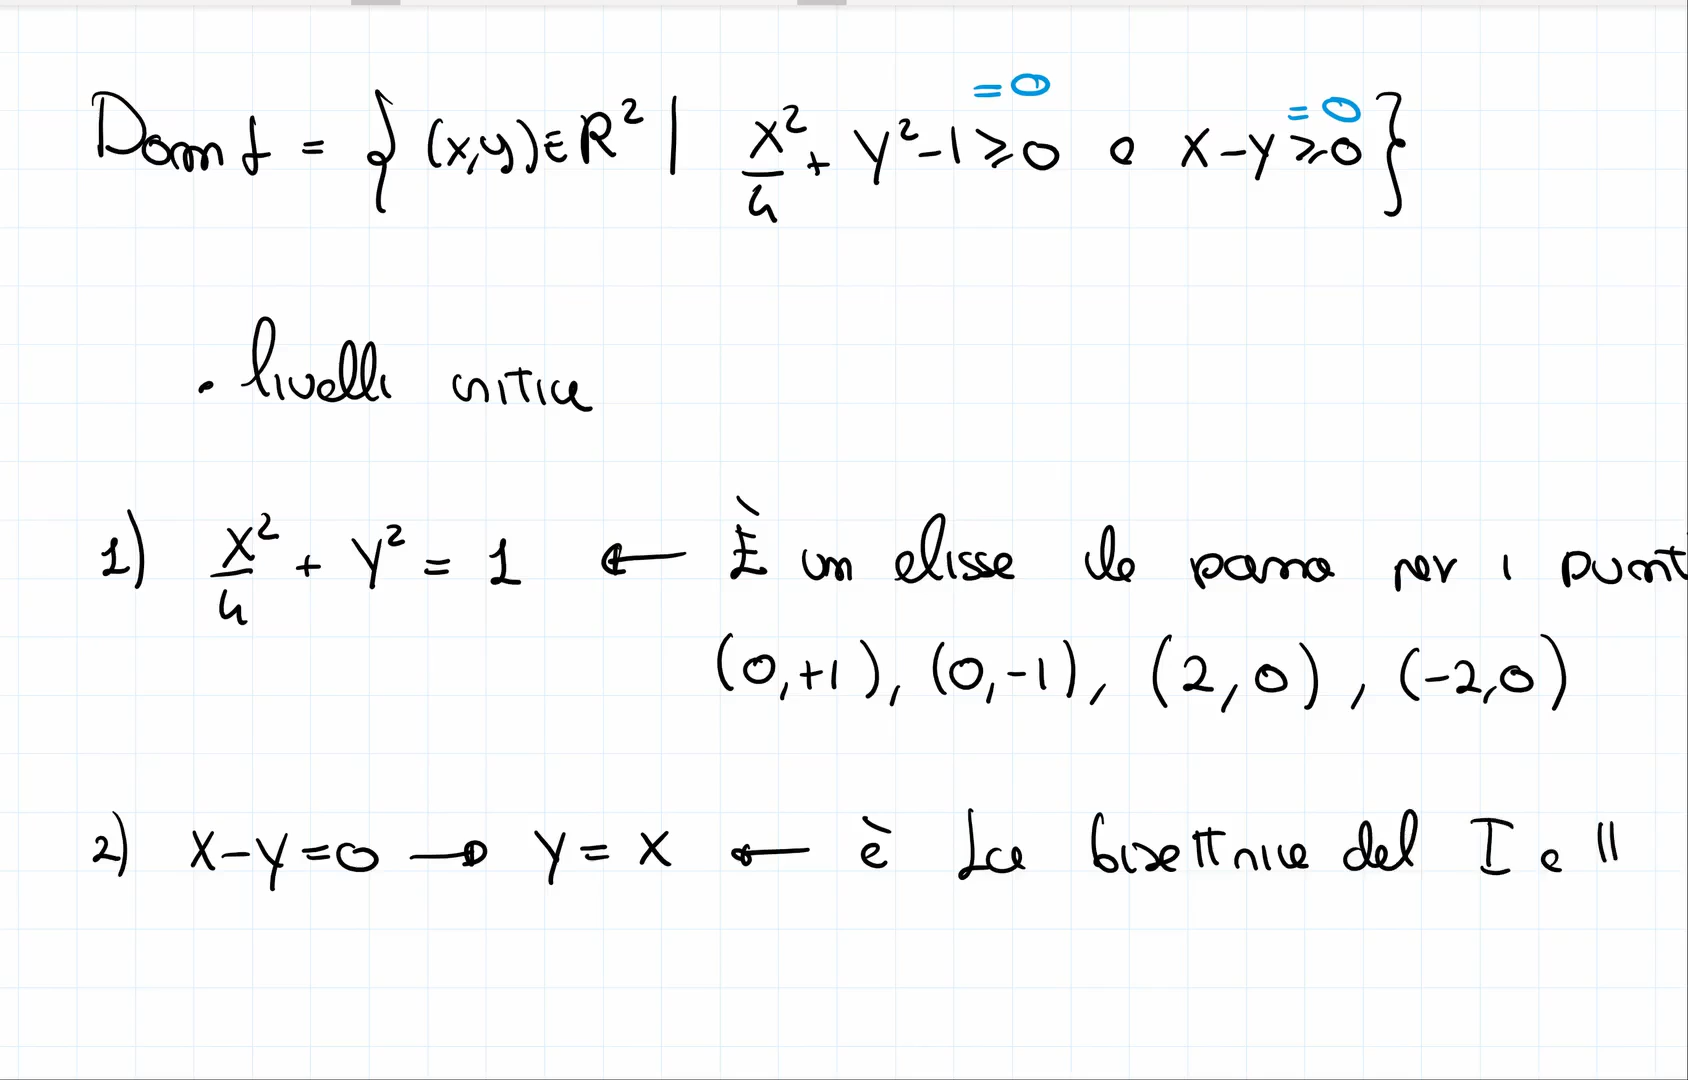 Dom f = { (x,y) ∈ R² | x²/4 + y² - 1 ≥ 0 e x - y ≥ 0 }
= 0 = 0
• livelli critici
1) x²/4 + y² = 1 ← È un elisse che passa per i punt
(0,+1), (0,-1), (2,0), (-2,0)
2) x-y=0 → y = x ← è La bisettrice del I e II